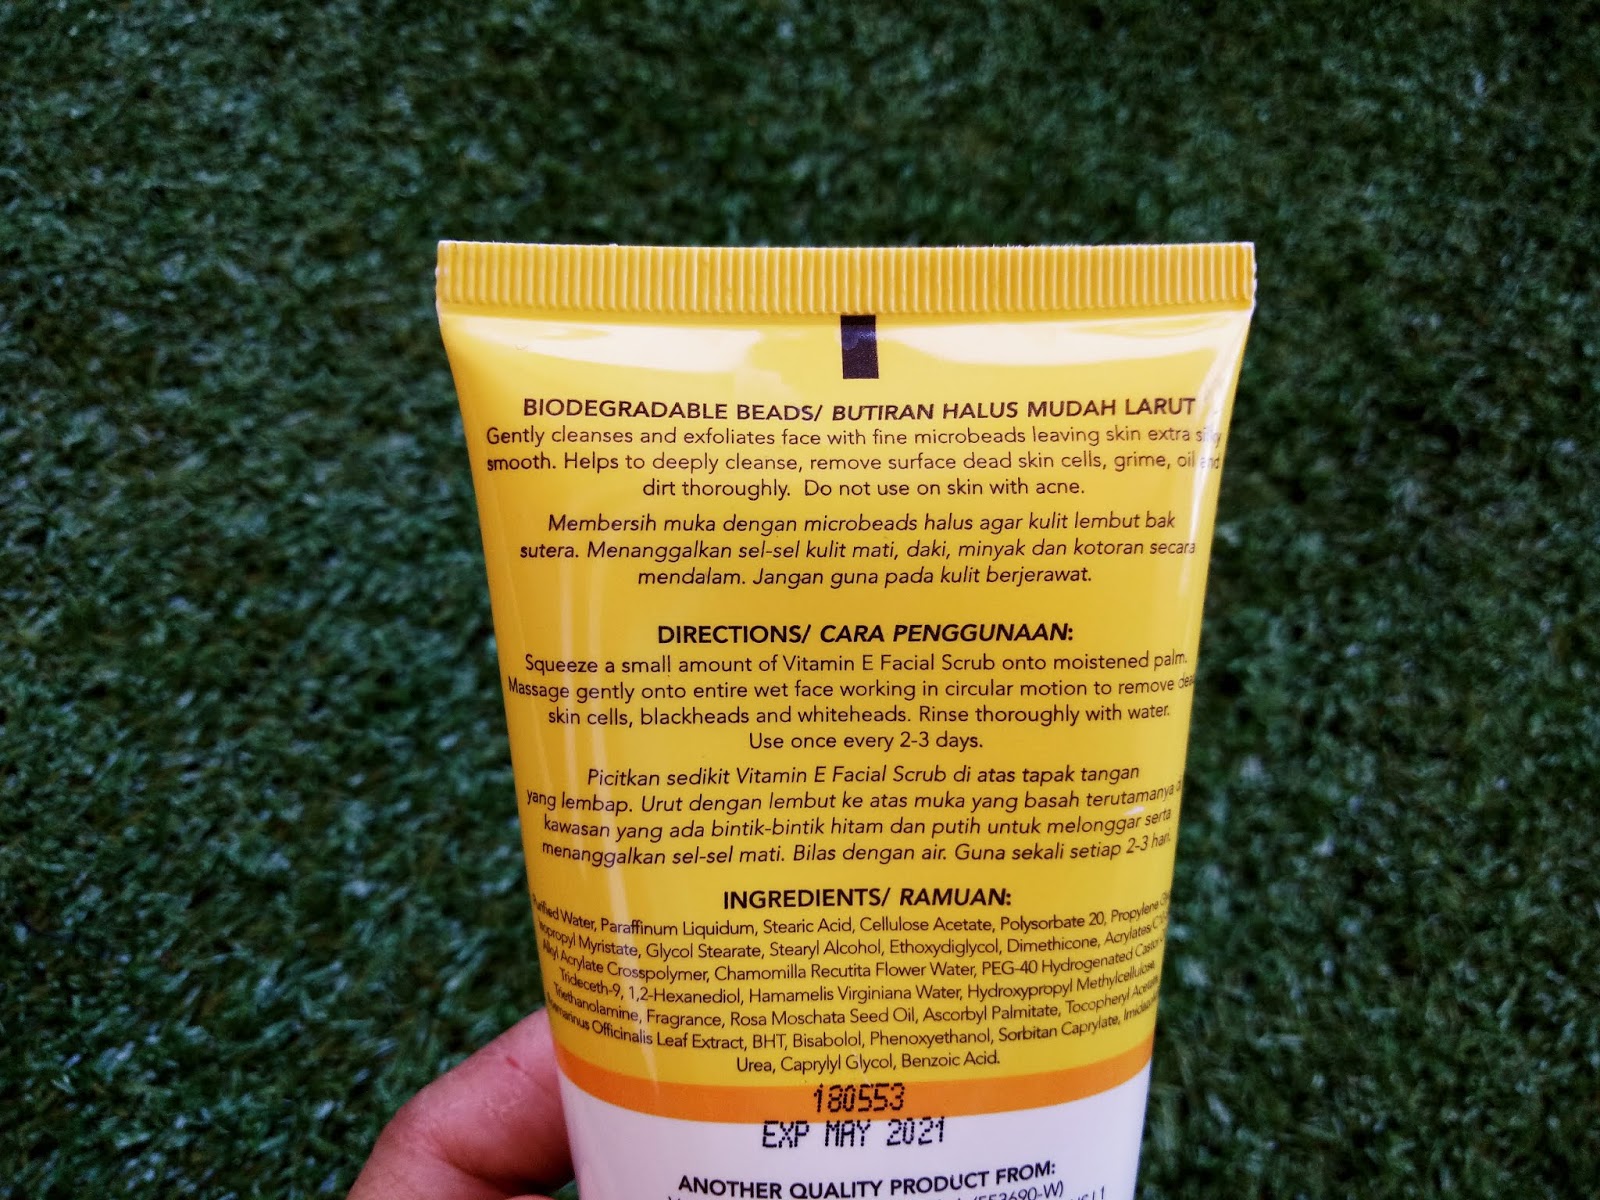 BIODEGRADABLE BEADS/ BUTIRAN HALUS MUDAH LARUT
Gently cleanses and exfoliates face with fine microbeads leaving skin extra silky
smooth. Helps to deeply cleanse, remove surface dead skin cells, grime, oil and
dirt thoroughly. Do not use on skin with acne.
Membersih muka dengan microbeads halus agar kulit lembut bak
sutera. Menanggalkan sel-sel kulit mati, daki, minyak dan kotoran secara
mendalam. Jangan guna pada kulit berjerawat.
DIRECTIONS/ CARA PENGGUNAAN:
Squeeze a small amount of Vitamin E Facial Scrub onto moistened palm.
Massage gently onto entire wet face working in circular motion to remove dead
skin cells, blackheads and whiteheads. Rinse thoroughly with water.
Use once every 2-3 days.
Picitkan sedikit Vitamin E Facial Scrub di atas tapak tangan
yang lembap. Urut dengan lembut ke atas muka yang basah terutamanya
kawasan yang ada bintik-bintik hitam dan putih untuk melonggar serta
menanggalkan sel-sel mati. Bilas dengan air. Guna sekali setiap 2-3 hari.
INGREDIENTS/ RAMUAN:
Purified Water, Paraffinum Liquidum, Stearic Acid, Cellulose Acetate, Polysorbate 20, Propylene
Isopropyl Myristate, Glycol Stearate, Stearyl Alcohol, Ethoxydiglycol, Dimethicone,
Alkyl Acrylate Crosspolymer, Chamomilla Recutita Flower Water, PEG-40 Hydrogenated Castor
Trideceth-9, 1,2-Hexanediol, Hamamelis Virginiana Water, Hydroxypropyl Methylcellulose,
Triethanolamine, Fragrance, Rosa Moschata Seed Oil, Ascorbyl Palmitate, Tocopheryl Acetate,
Officinalis Leaf Extract, BHT, Bisabolol, Phenoxyethanol, Sorbitan Caprylate,
Urea, Caprylyl Glycol, Benzoic Acid.
180553
EXP MAY 2021
ANOTHER QUALITY PRODUCT FROM: